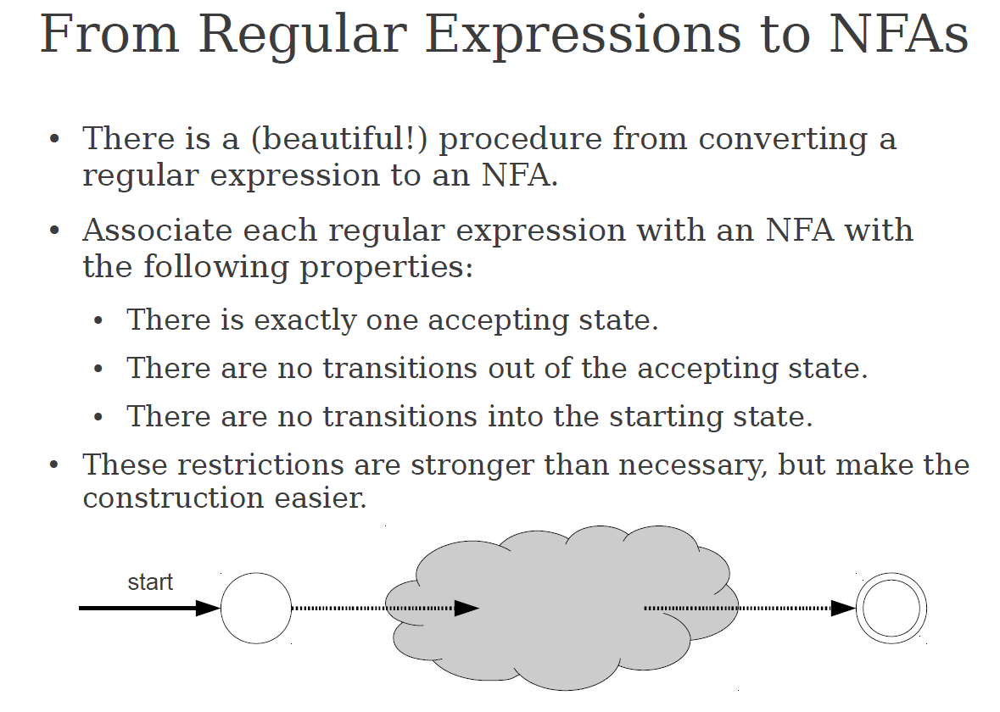 From Regular Expressions to NFAs
• There is a (beautiful!) procedure from converting a
regular expression to an NFA.
• Associate each regular expression with an NFA with
the following properties:
• There is exactly one accepting state.
• There are no transitions out of the accepting state.
• There are no transitions into the starting state.
• These restrictions are stronger than necessary, but make the
construction easier.
start